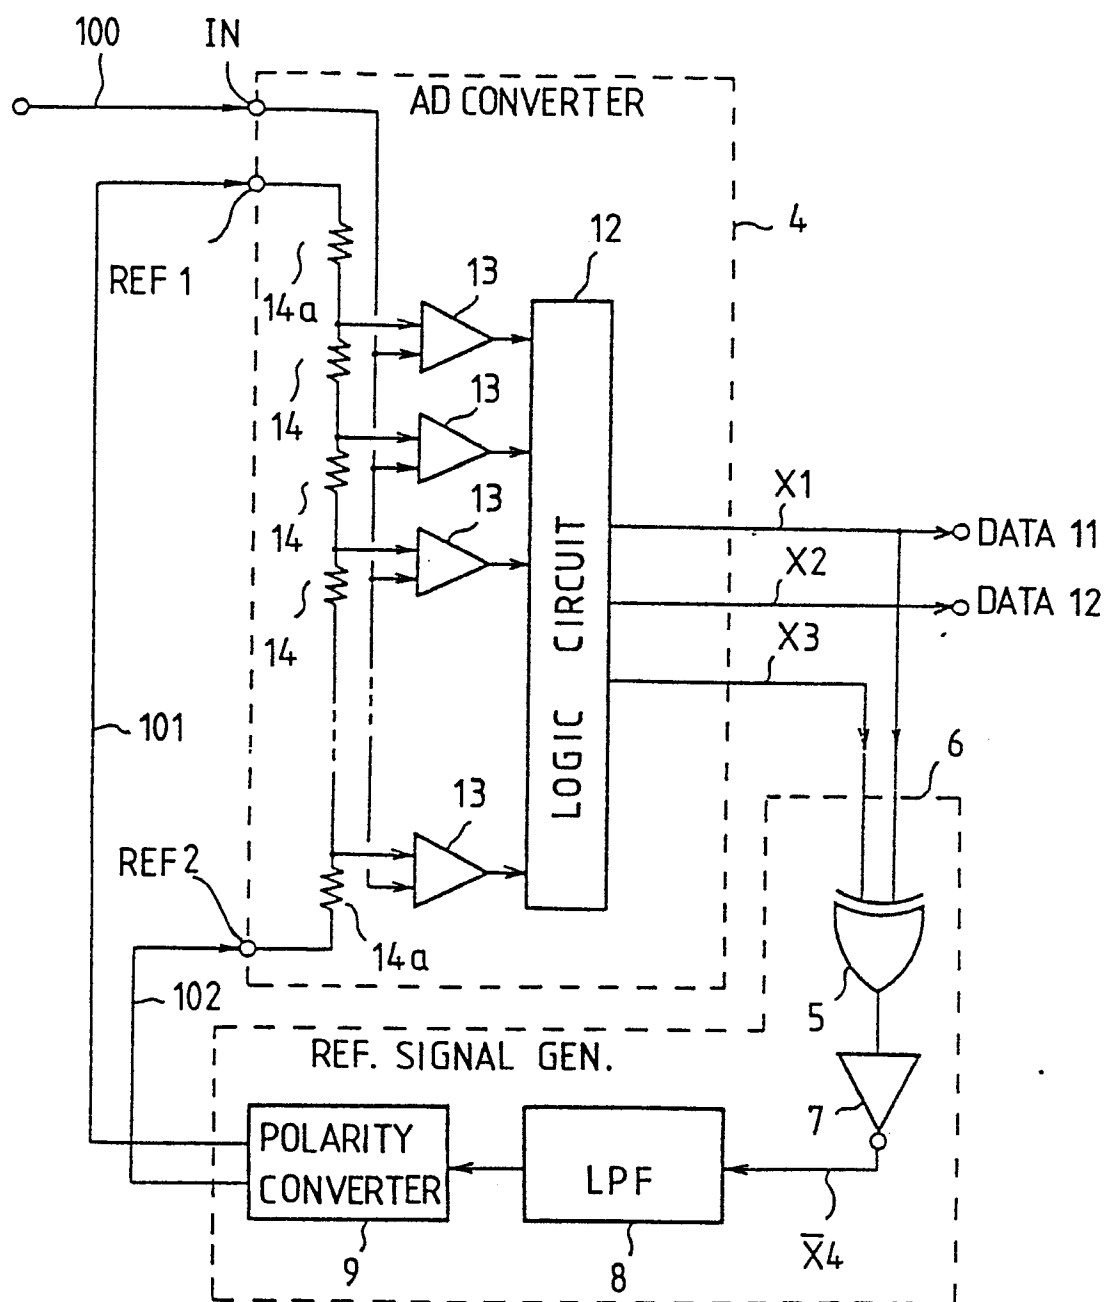 100
IN
AD CONVERTER
4
REF 1
14a
13
12
14
13
14
13
14
X1
DATA 11
X2
DATA 12
X3
LOGIC CIRCUIT
101
6
13
REF 2
14a
102
5
REF. SIGNAL GEN.
7
POLARITY
CONVERTER
LPF
X̅4
9
8